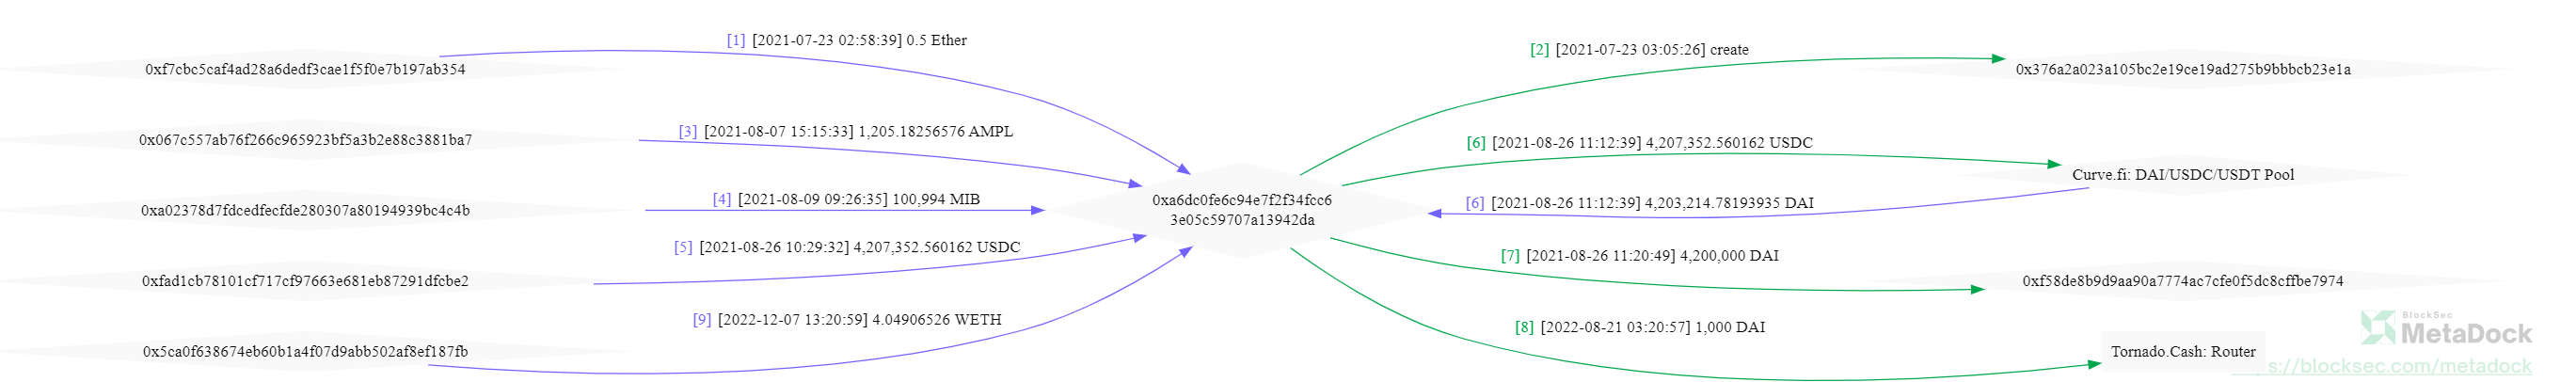 [1] [2021-07-23 02:58:39] 0.5 Ether
[2] [2021-07-23 03:05:26] create
0xf7cbc5caf4ad28a6dedf3cae1f5f0e7b197ab354
0x376a2a023a105bc2e19ce19ad275b9bbbcb23e1a
[3] [2021-08-07 15:15:33] 1,205.18256576 AMPL
0x067c557ab76f266c965923bf5a3b2e88c3881ba7
[6] [2021-08-26 11:12:39] 4,207,352.560162 USDC
Curve.fi: DAI/USDC/USDT Pool
[4] [2021-08-09 09:26:35] 100,994 MIB
0xa6dc0fe6c94e7f2f34fcc6
3e05c59707a13942da
[6] [2021-08-26 11:12:39] 4,203,214.78193935 DAI
0xa02378d7fdcedfecfde280307a80194939bc4c4b
[5] [2021-08-26 10:29:32] 4,207,352.560162 USDC
[7] [2021-08-26 11:20:49] 4,200,000 DAI
0xfad1cb78101cf717cf97663e681eb87291dfcbe2
0xf58de8b9d9aa90a7774ac7cfe0f5dc8cffbe7974
[9] [2022-12-07 13:20:59] 4.04906526 WETH
[8] [2022-08-21 03:20:57] 1,000 DAI
BlockSec
MetaDock
0x5ca0f638674eb60b1a4f07d9abb502af8ef187fb
Tornado.Cash: Router
s://blocksec.com/metadock